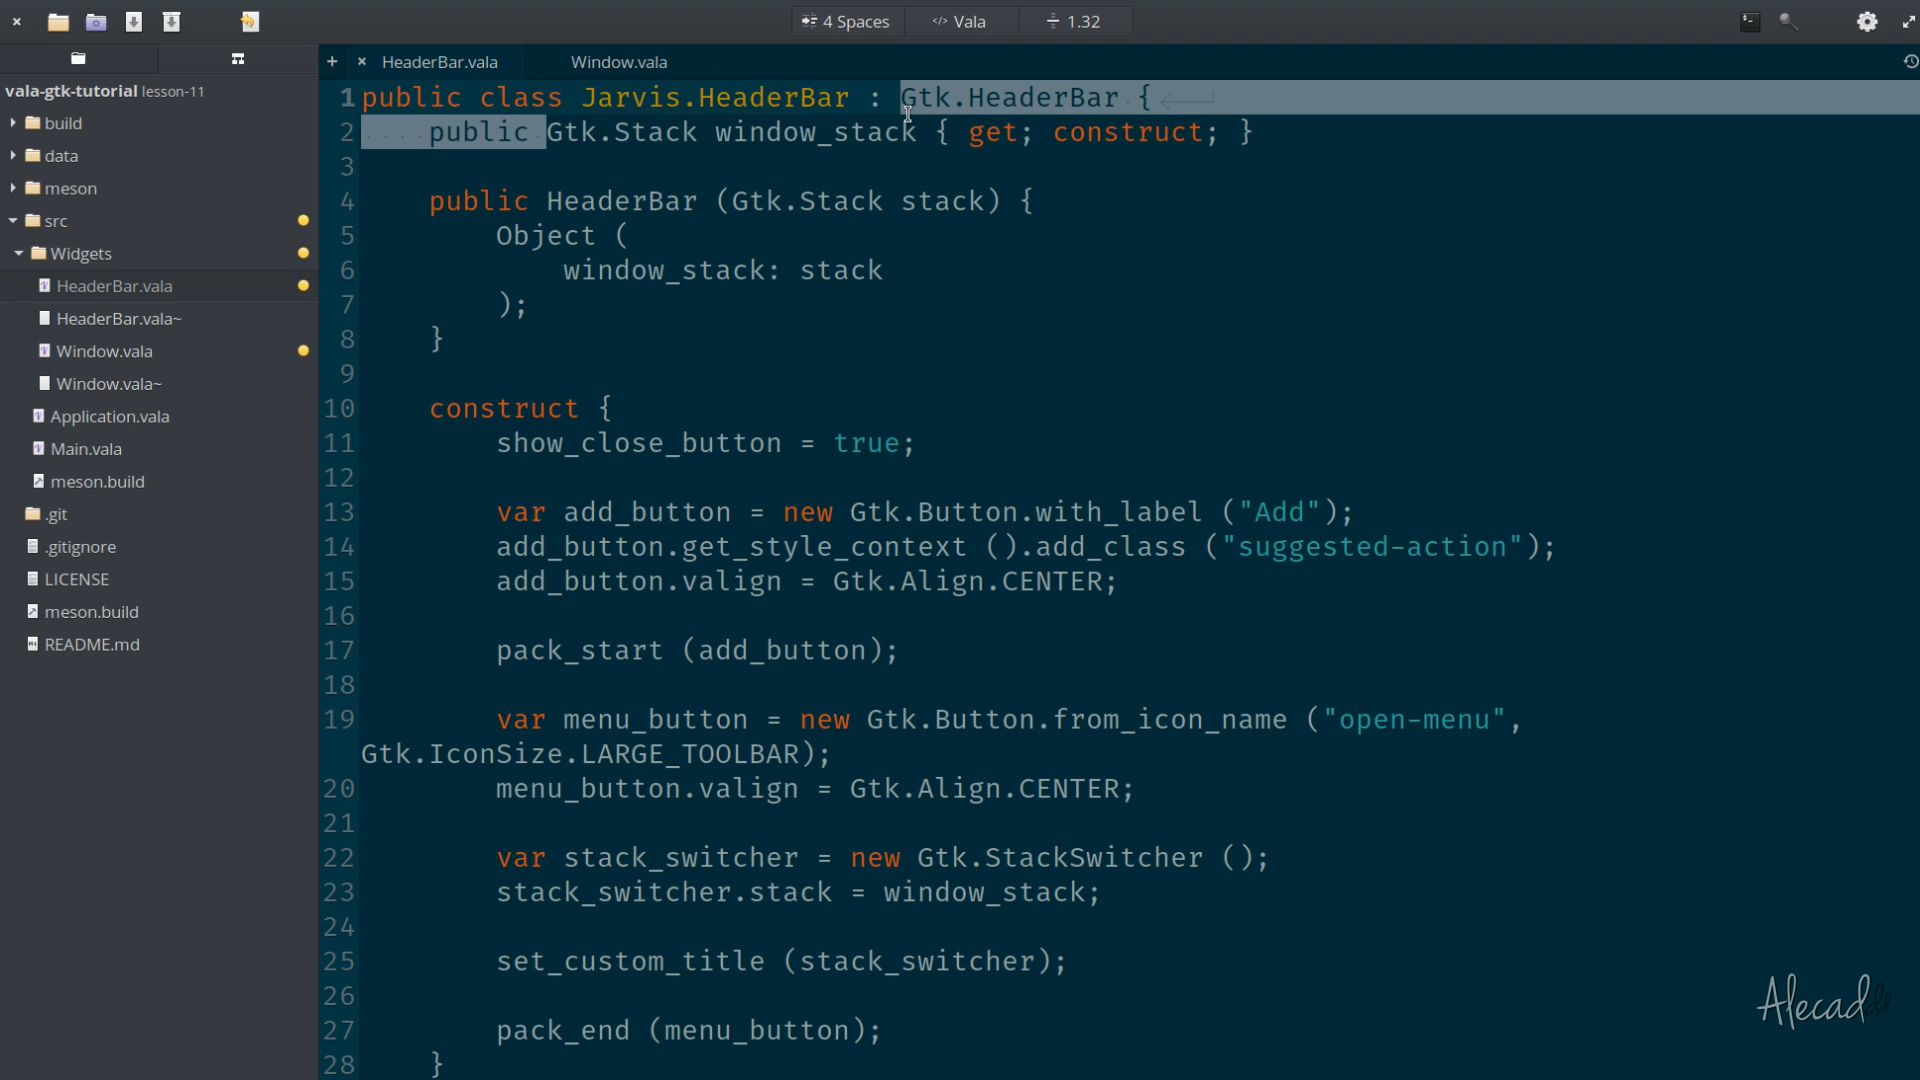 4 Spaces
</> Vala
1.32
vala-gtk-tutorial lesson-11
build
data
meson
src
Widgets
HeaderBar.vala
HeaderBar.vala~
Window.vala
Window.vala~
Application.vala
Main.vala
meson.build
.git
.gitignore
LICENSE
meson.build
README.md
+ × HeaderBar.vala
Window.vala
1 public class Jarvis.HeaderBar : Gtk.HeaderBar {
2 public Gtk.Stack window_stack { get; construct; }
3
4 public HeaderBar (Gtk.Stack stack) {
5 Object (
6 window_stack: stack
7 );
8 }
9
10 construct {
11 show_close_button = true;
12
13 var add_button = new Gtk.Button.with_label ("Add");
14 add_button.get_style_context ().add_class ("suggested-action");
15 add_button.valign = Gtk.Align.CENTER;
16
17 pack_start (add_button);
18
19 var menu_button = new Gtk.Button.from_icon_name ("open-menu",
Gtk.IconSize.LARGE_TOOLBAR);
20 menu_button.valign = Gtk.Align.CENTER;
21
22 var stack_switcher = new Gtk.StackSwitcher ();
23 stack_switcher.stack = window_stack;
24
25 set_custom_title (stack_switcher);
26
27 pack_end (menu_button);
28 }